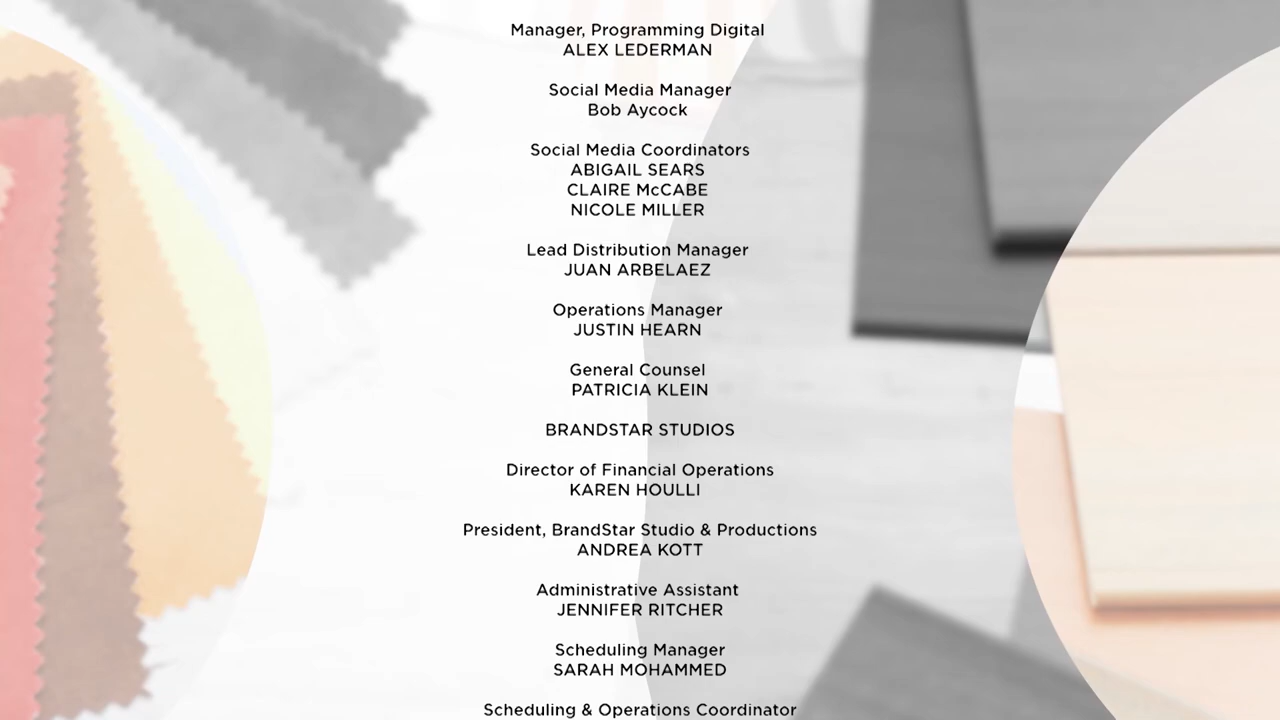 Manager, Programming Digital
ALEX LEDERMAN
Social Media Manager
Bob Aycock
Social Media Coordinators
ABIGAIL SEARS
CLAIRE McCABE
NICOLE MILLER
Lead Distribution Manager
JUAN ARBELAEZ
Operations Manager
JUSTIN HEARN
General Counsel
PATRICIA KLEIN
BRANDSTAR STUDIOS
Director of Financial Operations
KAREN HOULLI
President, BrandStar Studio & Productions
ANDREA KOTT
Administrative Assistant
JENNIFER RITCHER
Scheduling Manager
SARAH MOHAMMED
Scheduling & Operations Coordinator